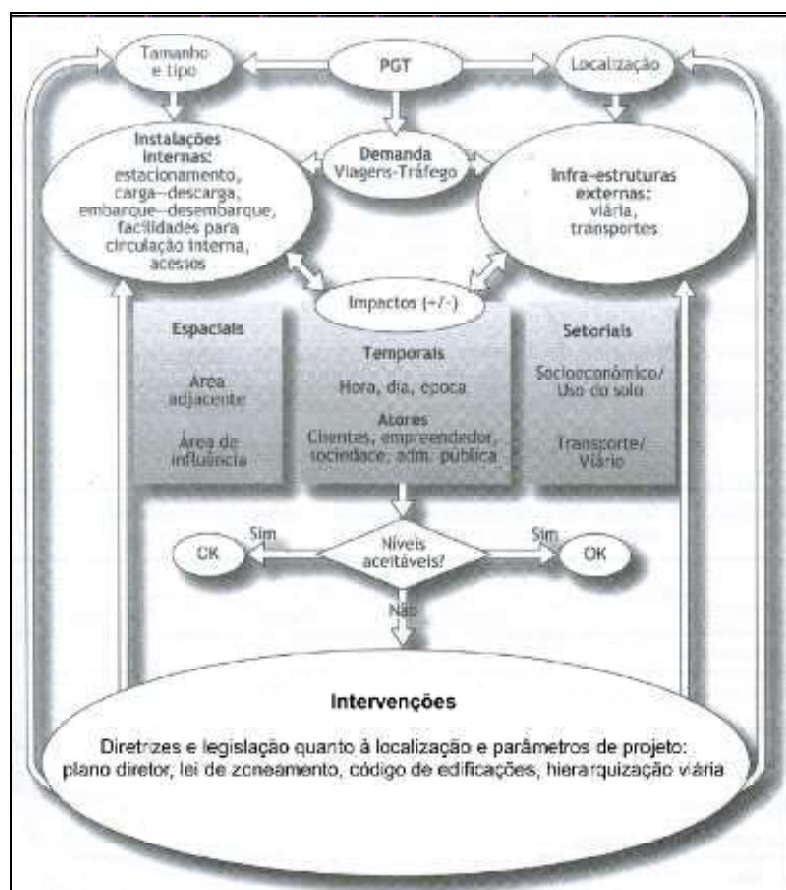 Tamanho
e tipo
PGT
Localização
Instalações
internas:
estacionamento,
carga—descarga,
embarque—desembarque,
facilidades para
circulação interna,
acessos
Demanda
Viagens-Tráfego
Infra-estruturas
externas:
viária,
transportes
Impactos (+/-)
Espaciais
Área
adjacente
Área de
influência
Temporais
Hora, dia, época
Atores
Clientes, empreendedor,
sociedade, adm. pública
Setoriais
Socioeconômico/
Uso do solo
Transporte/
Viário
Sim
Sim
OK
Níveis
aceitáveis?
OK
Não
Intervenções
Diretrizes e legislação quanto à localização e parâmetros de projeto:
plano diretor, lei de zoneamento, código de edificações, hierarquização viária